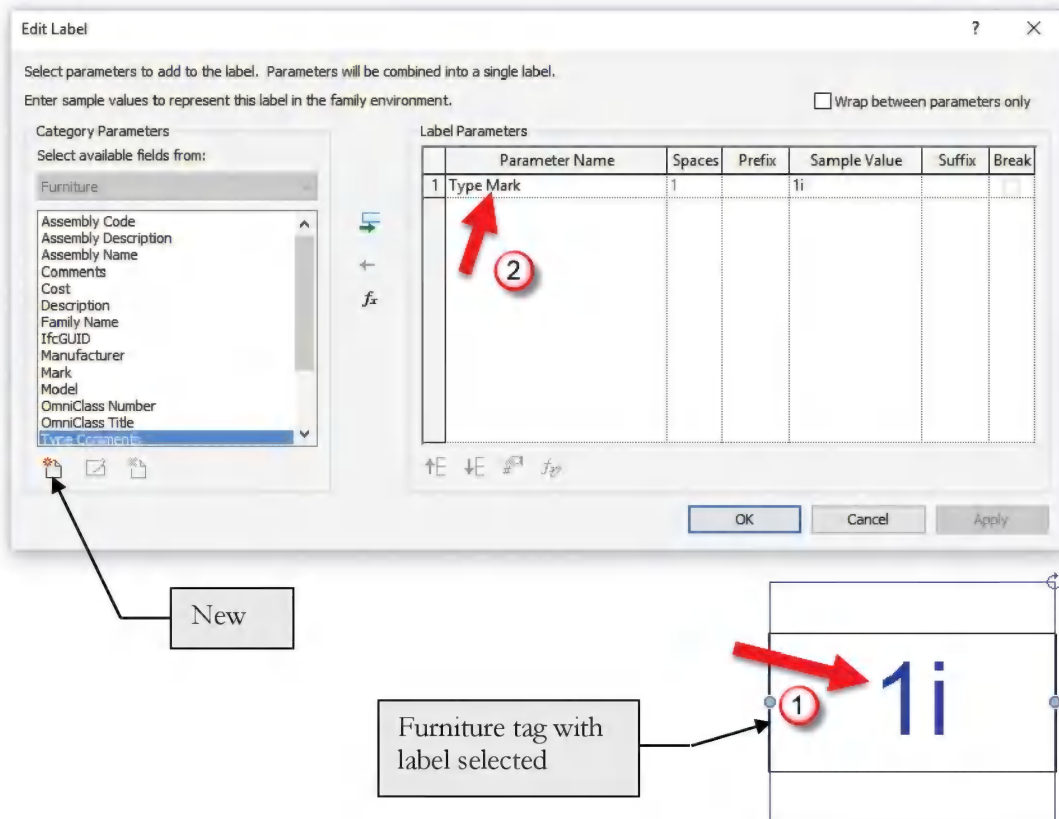 Edit Label
?
Select parameters to add to the label. Parameters will be combined into a single label.
Enter sample values to represent this label in the family environment.
Wrap between parameters only
Category Parameters
Select available fields from:
Furniture
Assembly Code
Assembly Description
Assembly Name
Comments
Cost
Description
Family Name
IfcGUID
Manufacturer
Mark
Model
OmniClass Number
OmniClass Title
Type Comments
fx
Label Parameters
Parameter Name Spaces Prefix Sample Value Suffix Break
1 Type Mark 1 1i
2
OK Cancel Apply
New
1i
1
Furniture tag with
label selected